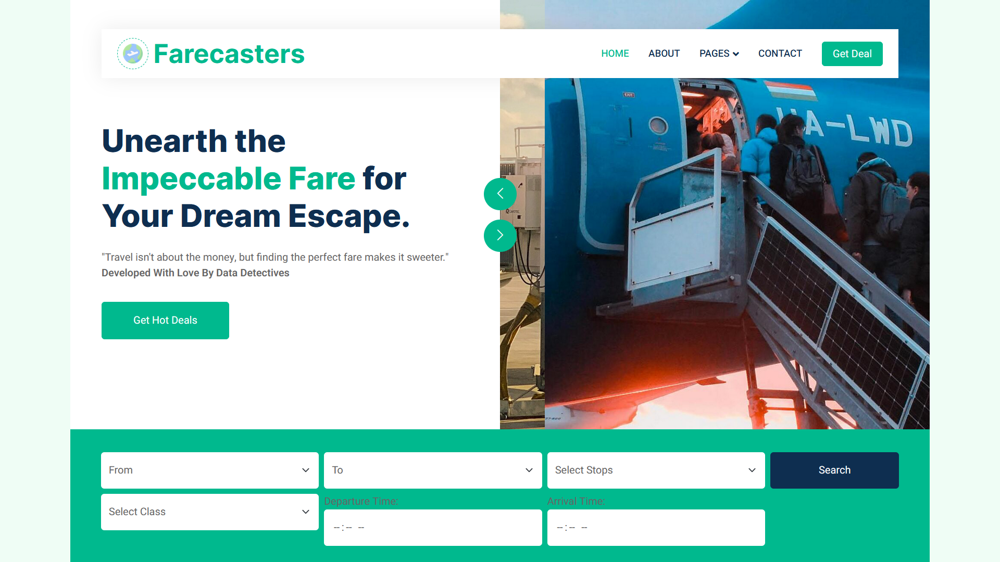 Farecasters
HOME
ABOUT
PAGES
CONTACT
Get Deal
EXIT
A-LWD
Unearth the
Impeccable Fare for
Your Dream Escape.
"Travel isn't about the money, but finding the perfect fare makes it sweeter."
Developed With Love By Data Detectives
Get Hot Deals
From
To
Select Stops
Search
Select Class
Departure Time:
Arrival Time:
--:-- --
--:-- --